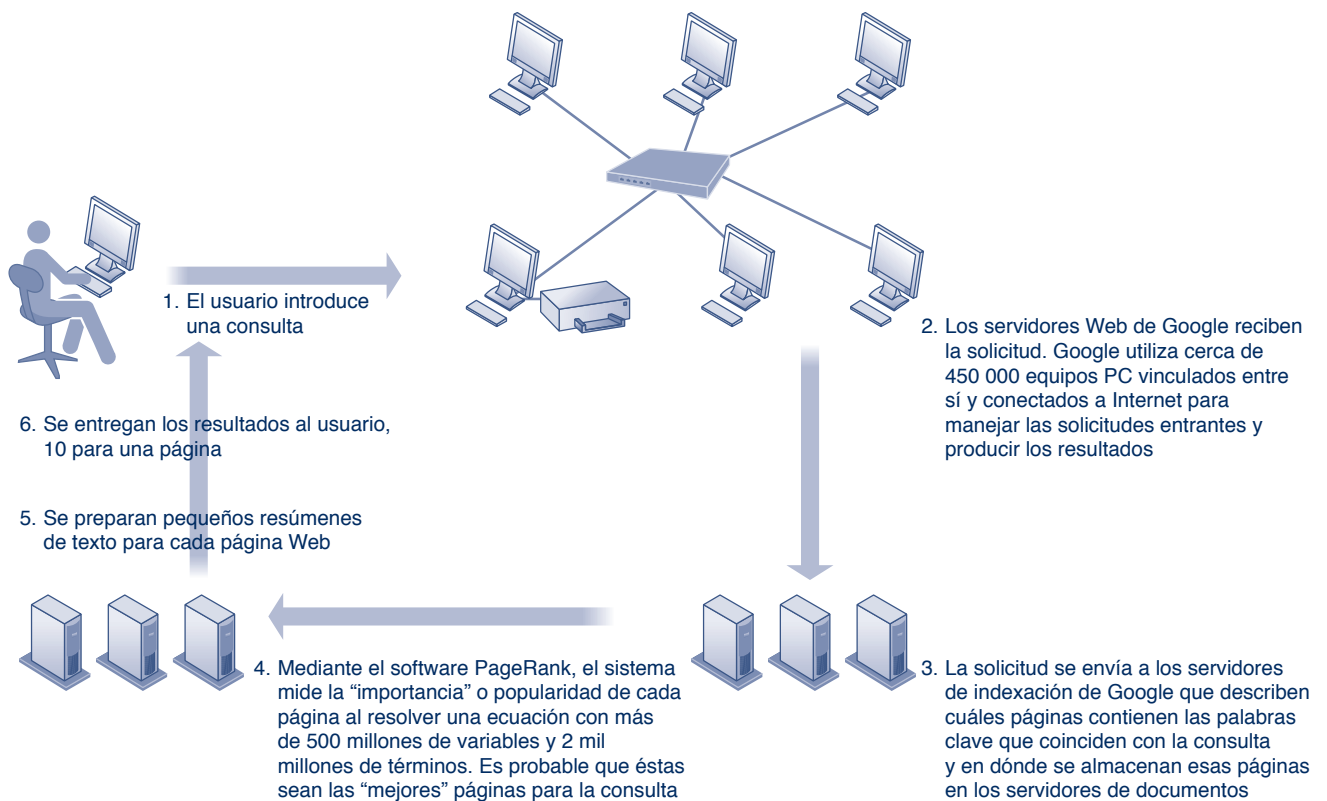 1. El usuario introduce
una consulta
2. Los servidores Web de Google reciben
la solicitud. Google utiliza cerca de
450 000 equipos PC vinculados entre
sí y conectados a Internet para
manejar las solicitudes entrantes y
producir los resultados
3. La solicitud se envía a los servidores
de indexación de Google que describen
cuáles páginas contienen las palabras
clave que coinciden con la consulta
y en dónde se almacenan esas páginas
en los servidores de documentos
4. Mediante el software PageRank, el sistema
mide la “importancia” o popularidad de cada
página al resolver una ecuación con más
de 500 millones de variables y 2 mil
millones de términos. Es probable que éstas
sean las “mejores” páginas para la consulta
5. Se preparan pequeños resúmenes
de texto para cada página Web
6. Se entregan los resultados al usuario,
10 para una página